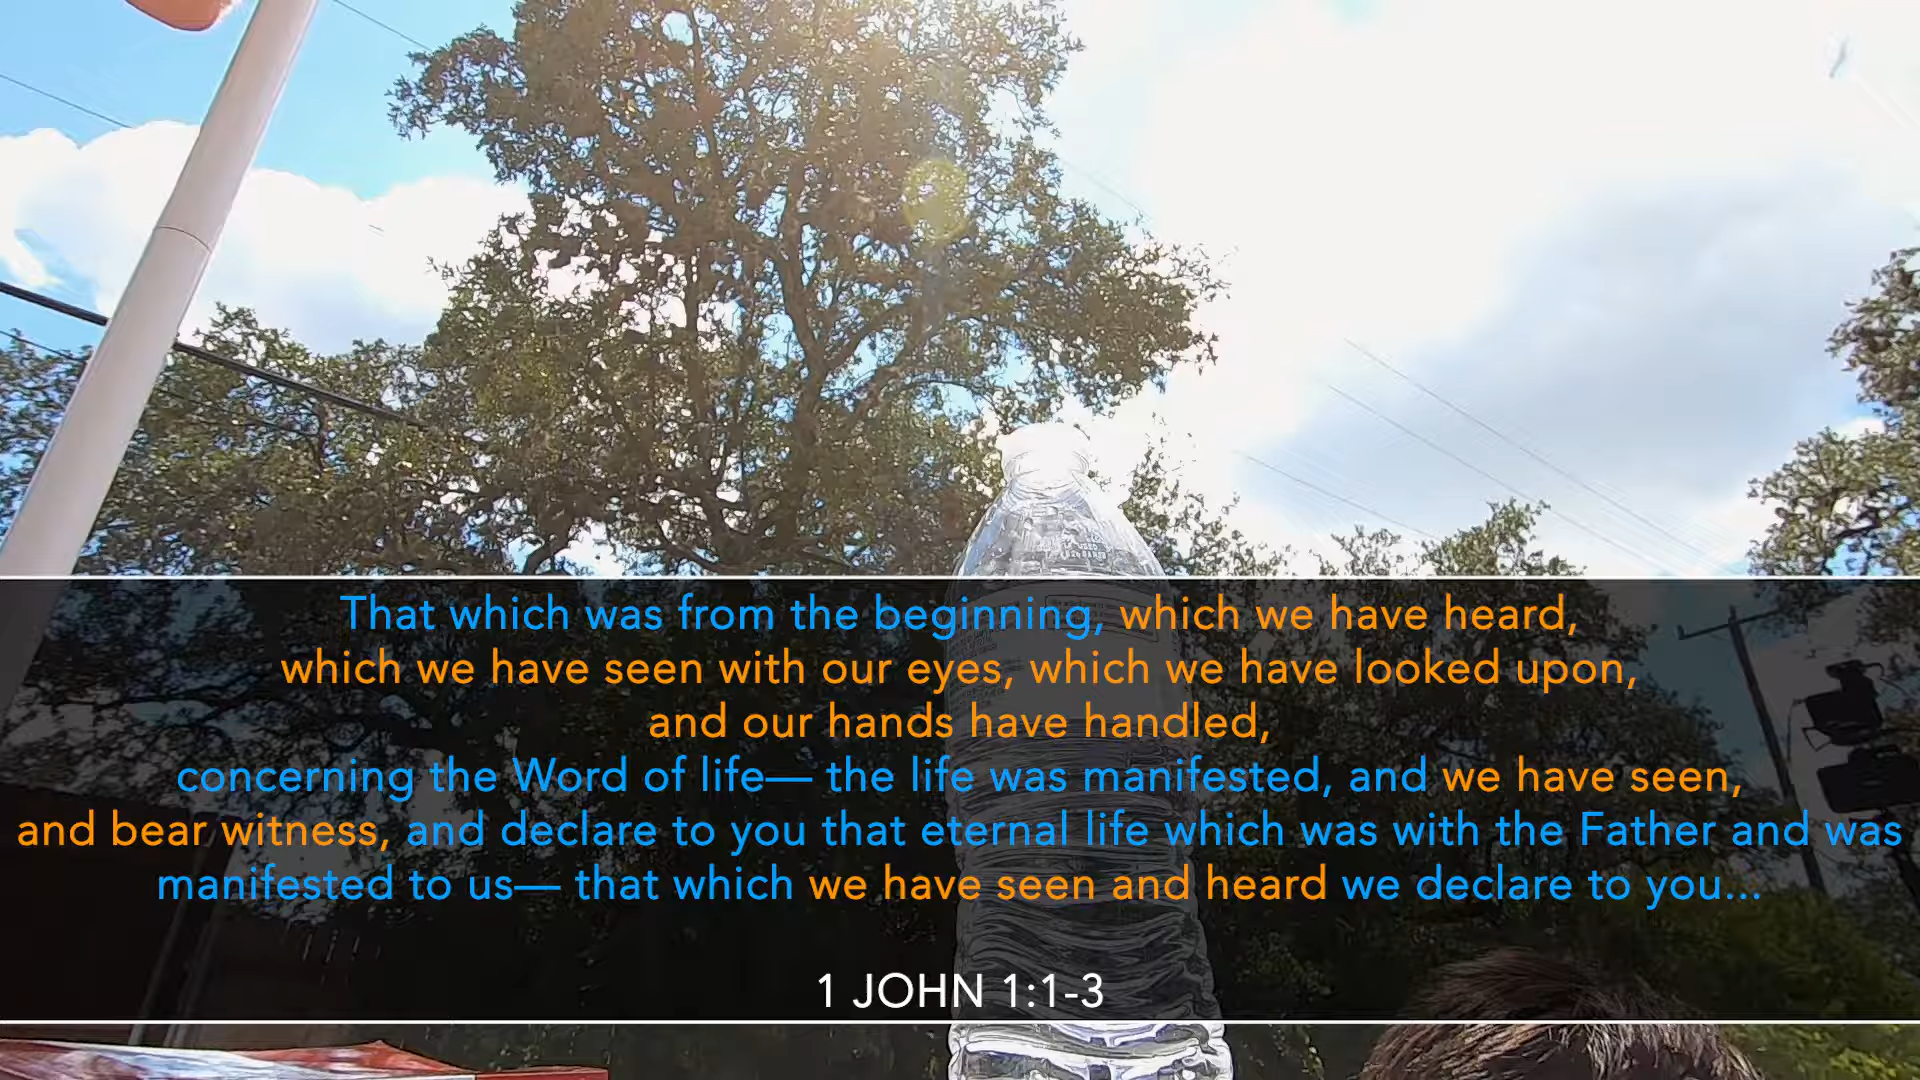 That which was from the beginning, which we have heard,
which we have seen with our eyes, which we have looked upon,
and our hands have handled,
concerning the Word of life— the life was manifested, and we have seen,
and bear witness, and declare to you that eternal life which was with the Father and was
manifested to us— that which we have seen and heard we declare to you...
1 JOHN 1:1-3